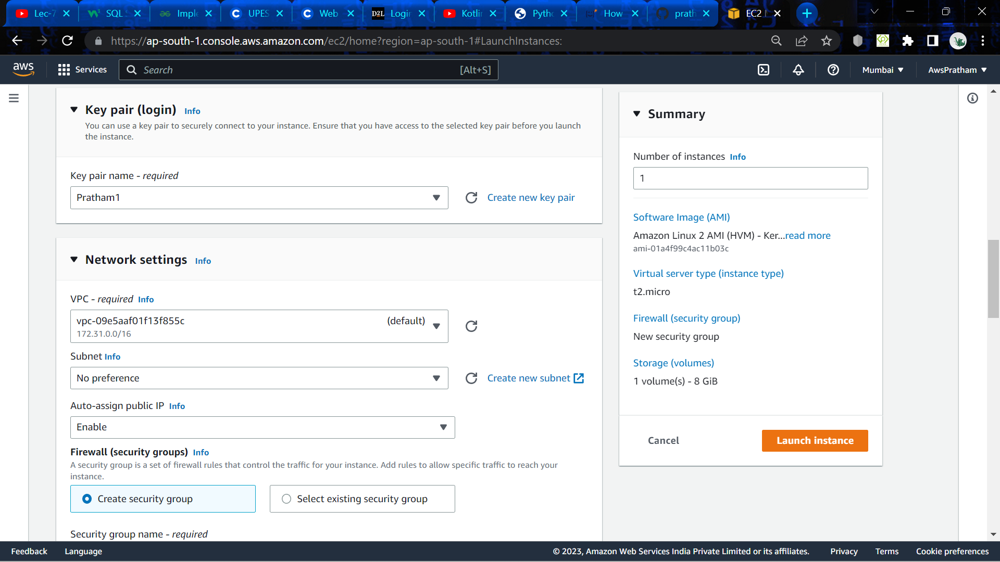 Lec-7
SQL
Imple
UPES
Web
D2L Login
Kotlin
Pytho
How
prath
EC2
https://ap-south-1.console.aws.amazon.com/ec2/home?region=ap-south-1#LaunchInstances:
aws
Services
Search
[Alt+S]
Mumbai
AwsPratham
Key pair (login) Info
You can use a key pair to securely connect to your instance. Ensure that you have access to the selected key pair before you launch
the instance.
Key pair name - required
Pratham1
Create new key pair
Network settings Info
VPC - required Info
vpc-09e5aaf01f13f855c (default)
172.31.0.0/16
Subnet Info
No preference
Create new subnet
Auto-assign public IP Info
Enable
Firewall (security groups) Info
A security group is a set of firewall rules that control the traffic for your instance. Add rules to allow specific traffic to reach your
instance.
Create security group
Select existing security group
Security group name - required
Summary
Number of instances Info
1
Software Image (AMI)
Amazon Linux 2 AMI (HVM) - Ker...read more
ami-01a4f99c4ac11b03c
Virtual server type (instance type)
t2.micro
Firewall (security group)
New security group
Storage (volumes)
1 volume(s) - 8 GiB
Cancel
Launch instance
Feedback
Language
© 2023, Amazon Web Services India Private Limited or its affiliates.
Privacy
Terms
Cookie preferences